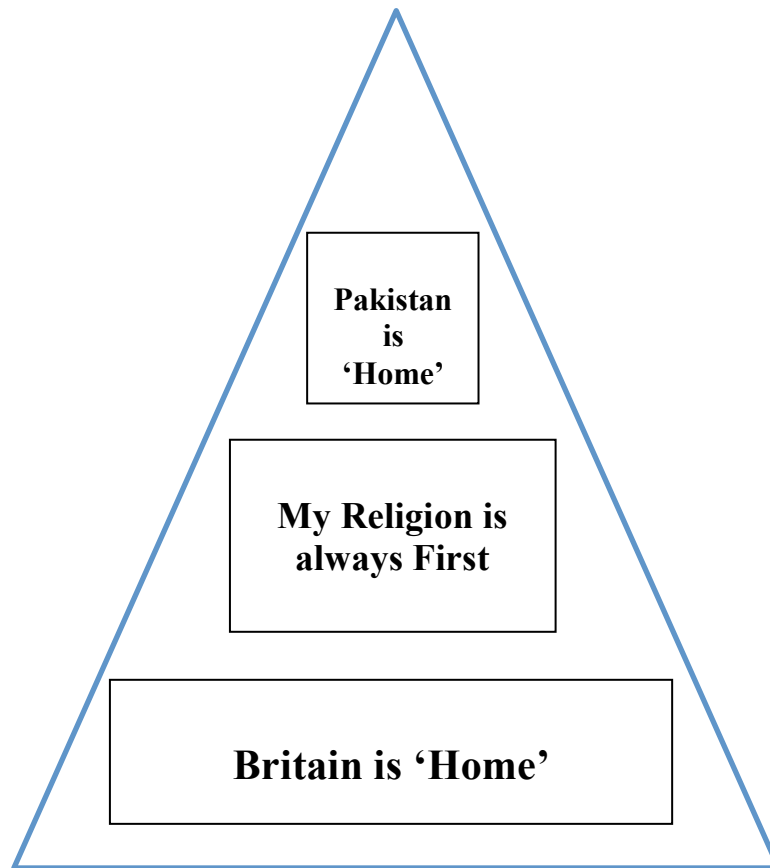 Pakistan
is
‘Home’
My Religion is
always First
Britain is ‘Home’